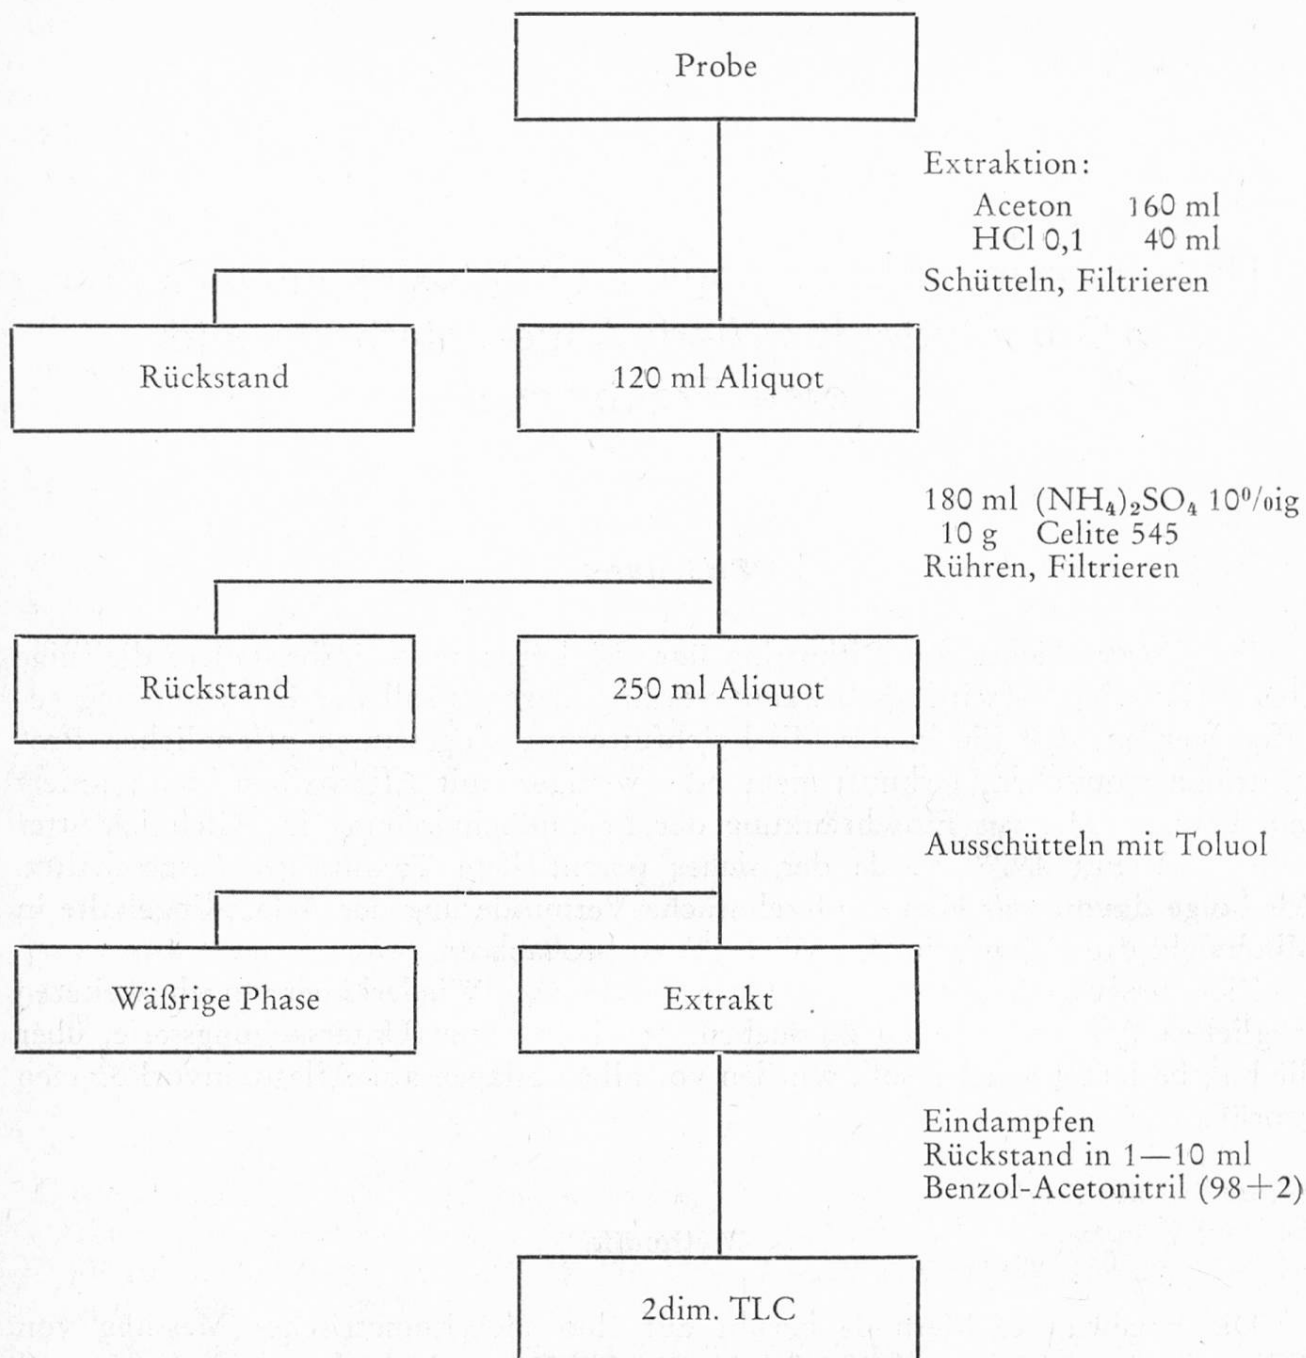 Probe
Extraktion:
Aceton 160 ml
HCl 0,1 40 ml
Schütteln, Filtrieren
Rückstand
120 ml Aliquot
180 ml (NH₄)₂SO₄ 10⁰/₀ig
10 g Celite 545
Rühren, Filtrieren
Rückstand
250 ml Aliquot
Ausschütteln mit Toluol
Wäßrige Phase
Extrakt
Eindampfen
Rückstand in 1—10 ml
Benzol-Acetonitril (98+2)
2dim. TLC